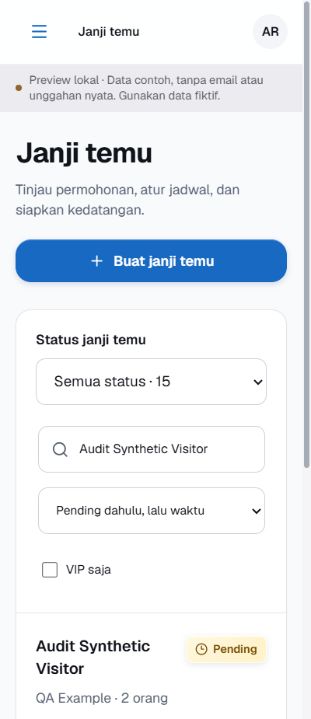 Janji temu
AR
Preview lokal · Data contoh, tanpa email atau
unggahan nyata. Gunakan data fiktif.
Janji temu
Tinjau permohonan, atur jadwal, dan
siapkan kedatangan.
+ Buat janji temu
Status janji temu
Semua status · 15
Audit Synthetic Visitor
Pending dahulu, lalu waktu
VIP saja
Audit Synthetic
Visitor
Pending
QA Example · 2 orang